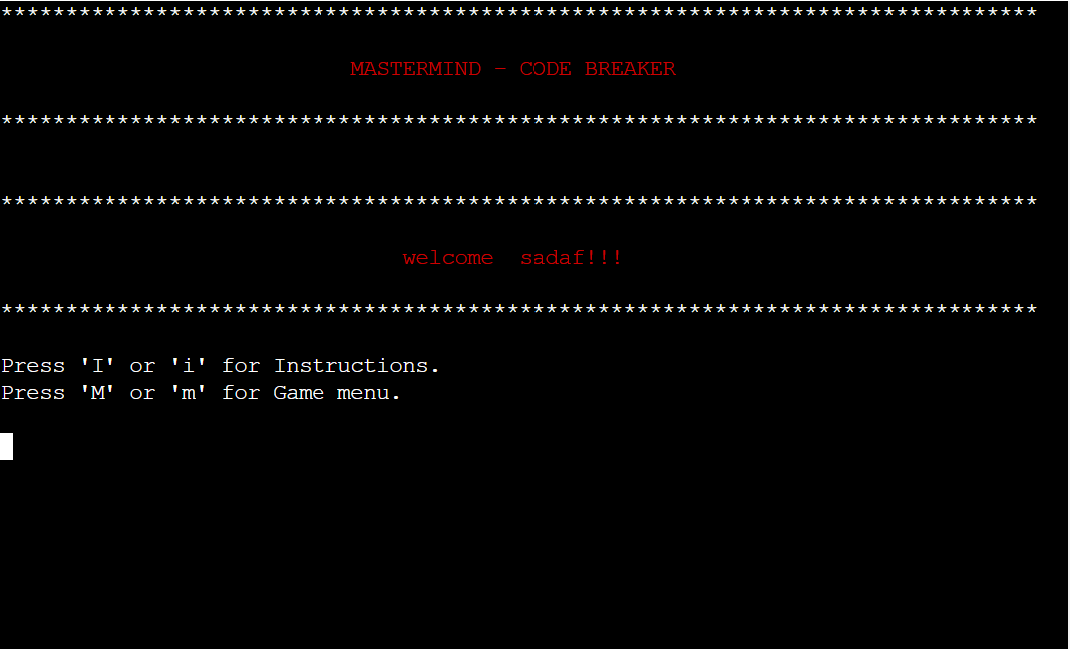 ********************************************************************************
MASTERMIND - CODE BREAKER
********************************************************************************
********************************************************************************
welcome  sadaf!!!
********************************************************************************
Press 'I' or 'i' for Instructions.
Press 'M' or 'm' for Game menu.